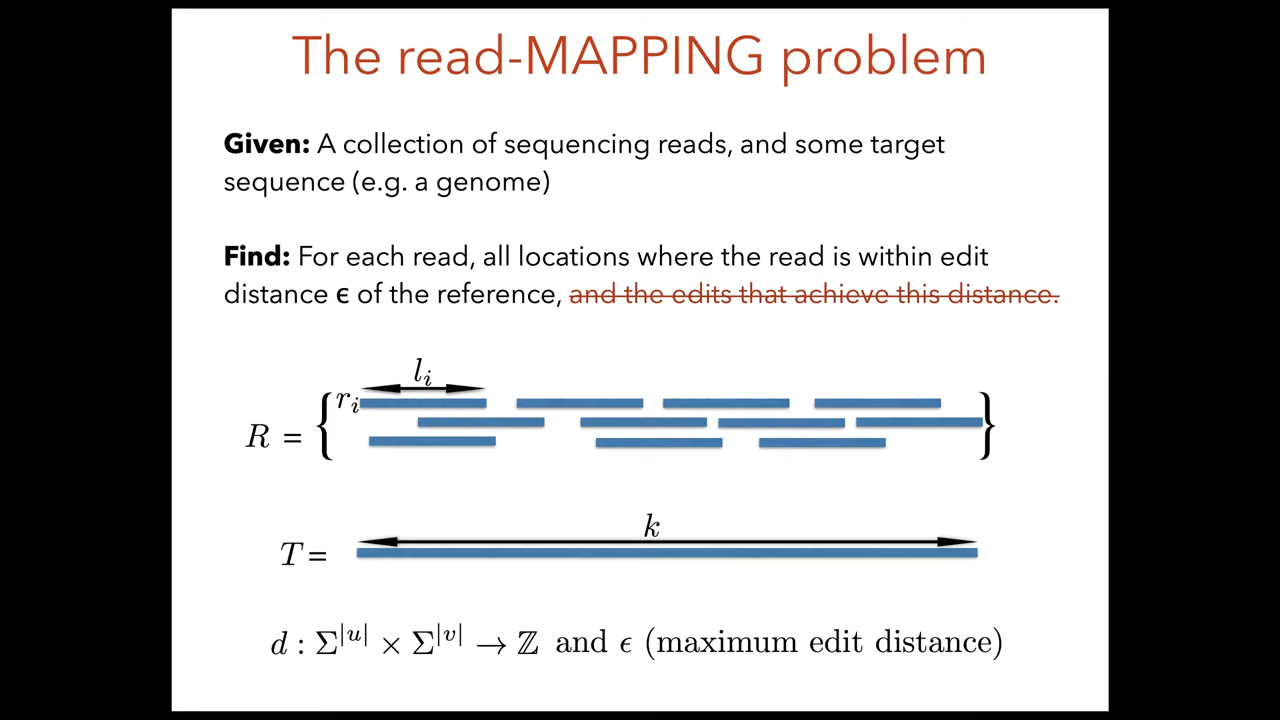 The read-MAPPING problem
Given: A collection of sequencing reads, and some target
sequence (e.g. a genome)
Find: For each read, all locations where the read is within edit
distance ϵ of the reference, and the edits that achieve this distance.
l_i
r_i
R = { }
k
T =
d : Σ^{|u|} × Σ^{|v|} → ℤ and ϵ (maximum edit distance)